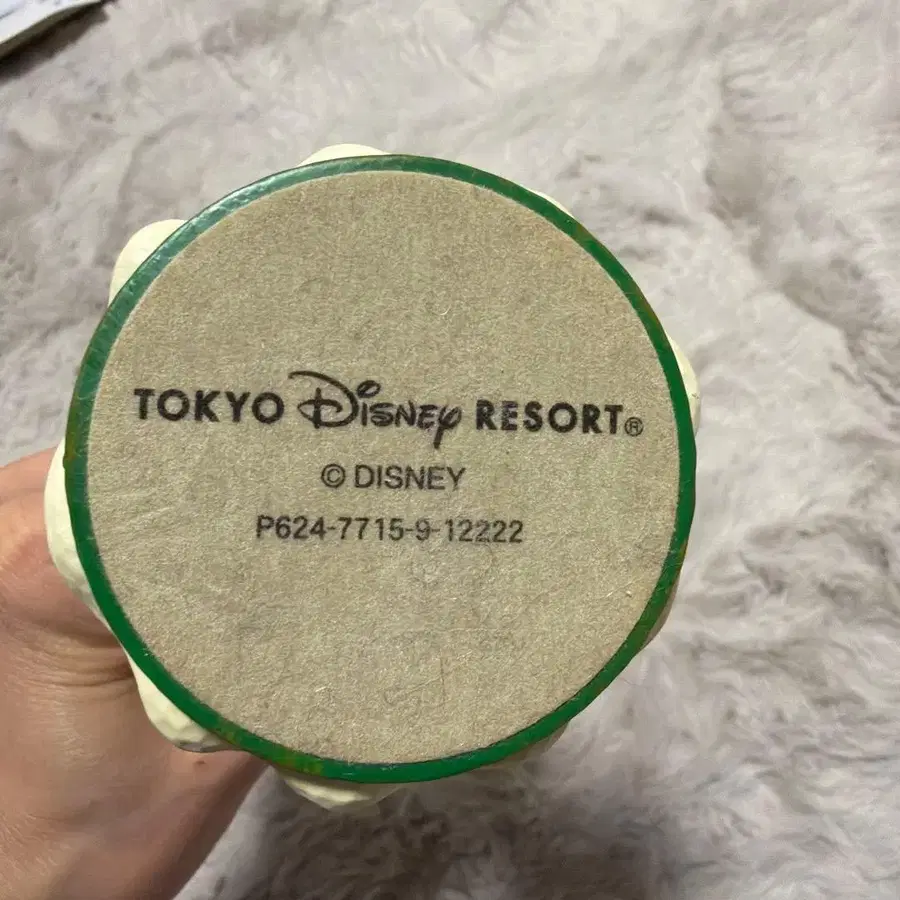 TOKYO DISNEY RESORT®
© DISNEY
P624-7715-9-12222